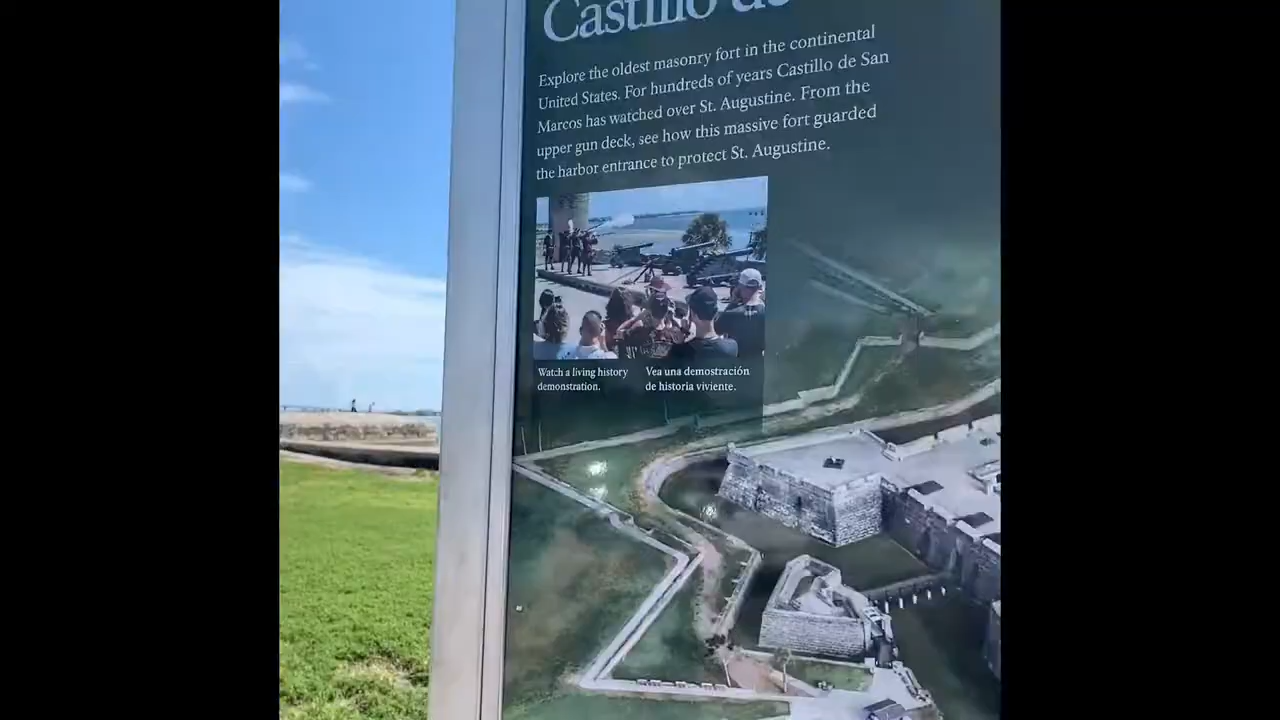 Castillo de
Explore the oldest masonry fort in the continental
United States. For hundreds of years Castillo de San
Marcos has watched over St. Augustine. From the
upper gun deck, see how this massive fort guarded
the harbor entrance to protect St. Augustine.
Watch a living history
demonstration.
Vea una demostración
de historia viviente.